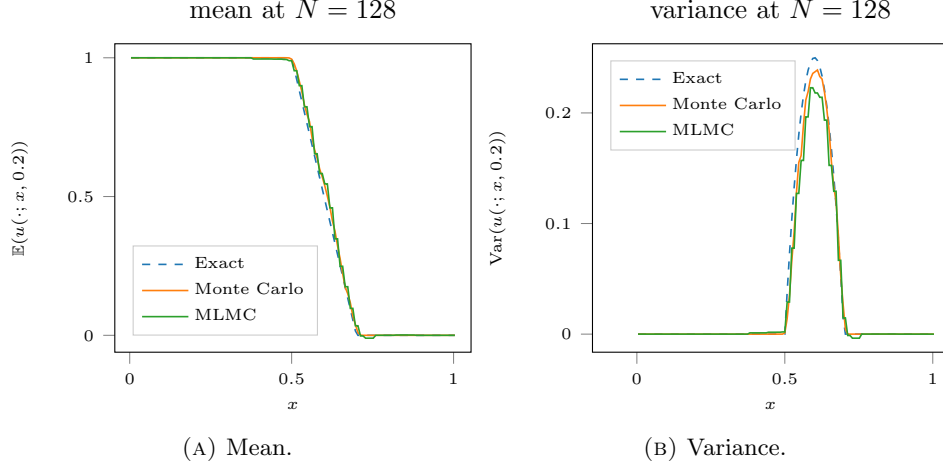 mean at N = 128
1
0.5
0
𝔼(u(·; x, 0.2))
Exact
Monte Carlo
MLMC
0
0.5
1
x
(A) Mean.
variance at N = 128
0.2
0.1
0
Var(u(·; x, 0.2))
Exact
Monte Carlo
MLMC
0
0.5
1
x
(B) Variance.